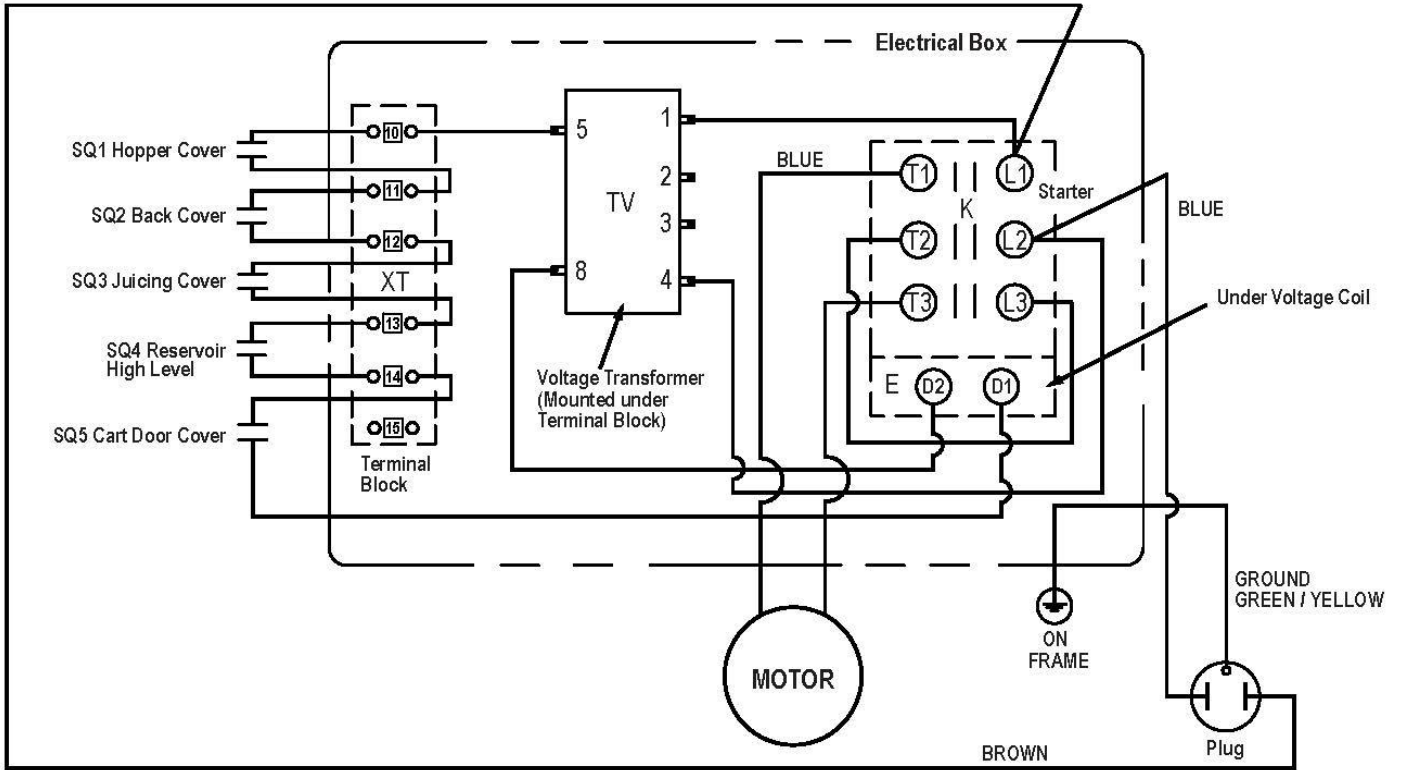 Electrical Box
SQ1 Hopper Cover
SQ2 Back Cover
SQ3 Juicing Cover
SQ4 Reservoir
High Level
SQ5 Cart Door Cover
10
11
12
XT
13
14
15
Terminal
Block
5
8
TV
1
2
3
4
Voltage Transformer
(Mounted under
Terminal Block)
BLUE
T1
L1
Starter
K
T2
L2
T3
L3
E
D2
D1
BLUE
Under Voltage Coil
MOTOR
ON
FRAME
GROUND
GREEN / YELLOW
Plug
BROWN